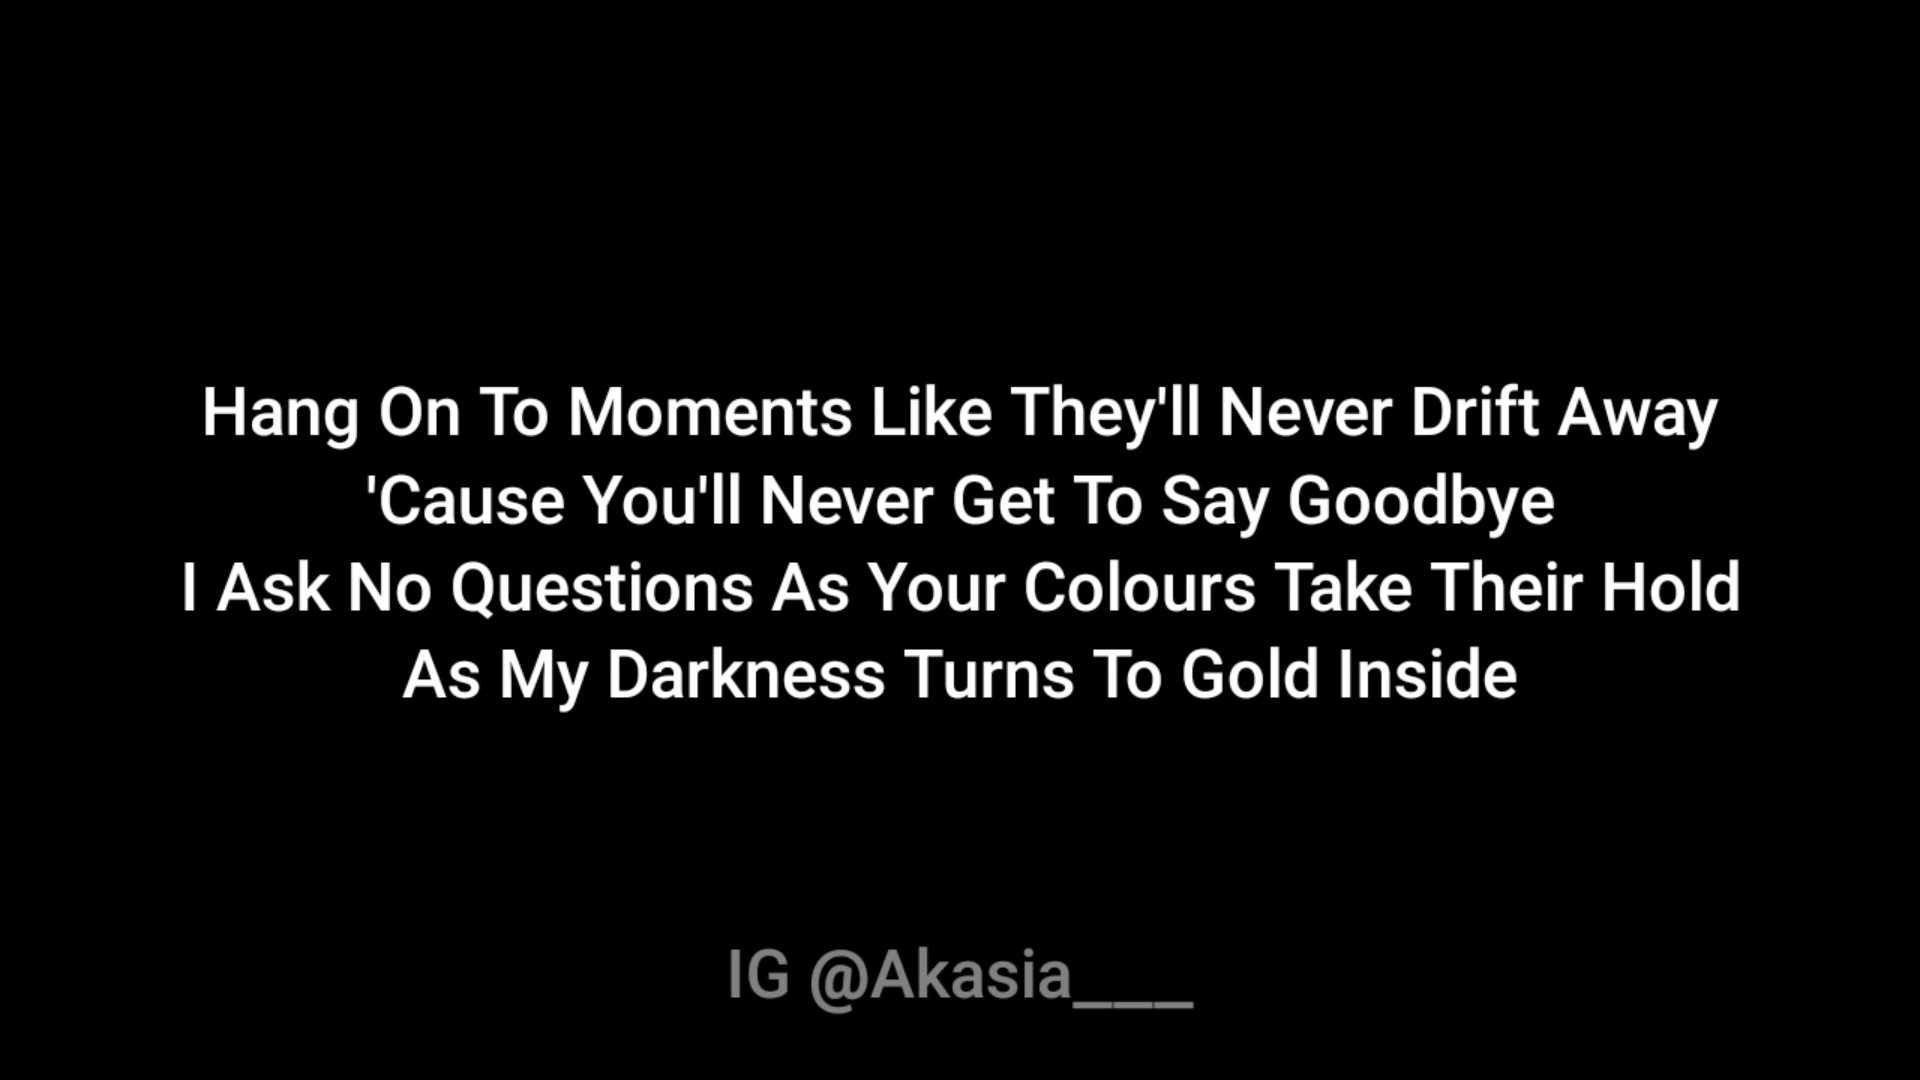 Hang On To Moments Like They'll Never Drift Away
'Cause You'll Never Get To Say Goodbye
I Ask No Questions As Your Colours Take Their Hold
As My Darkness Turns To Gold Inside
IG @Akasia___